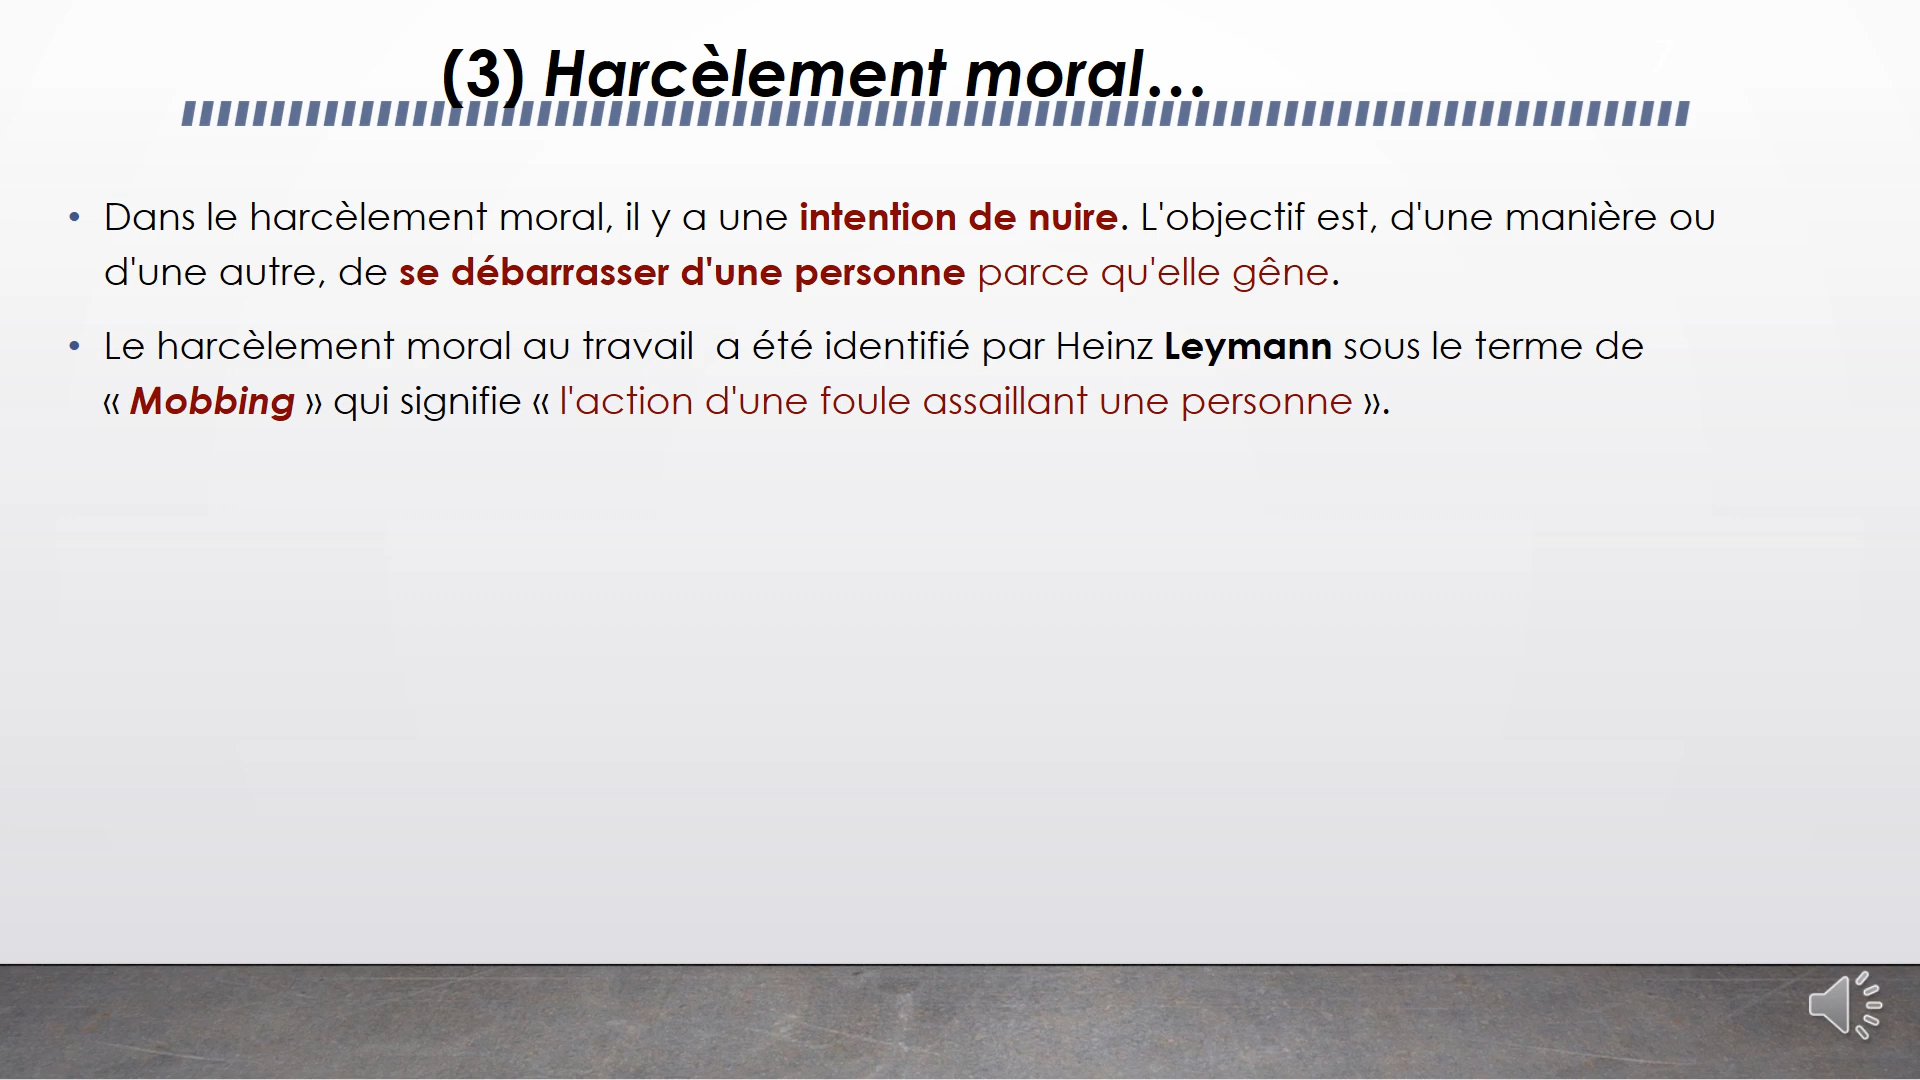 (3) Harcèlement moral…
• Dans le harcèlement moral, il y a une intention de nuire. L'objectif est, d'une manière ou
d'une autre, de se débarrasser d'une personne parce qu'elle gêne.
• Le harcèlement moral au travail  a été identifié par Heinz Leymann sous le terme de
« Mobbing » qui signifie « l'action d'une foule assaillant une personne ».